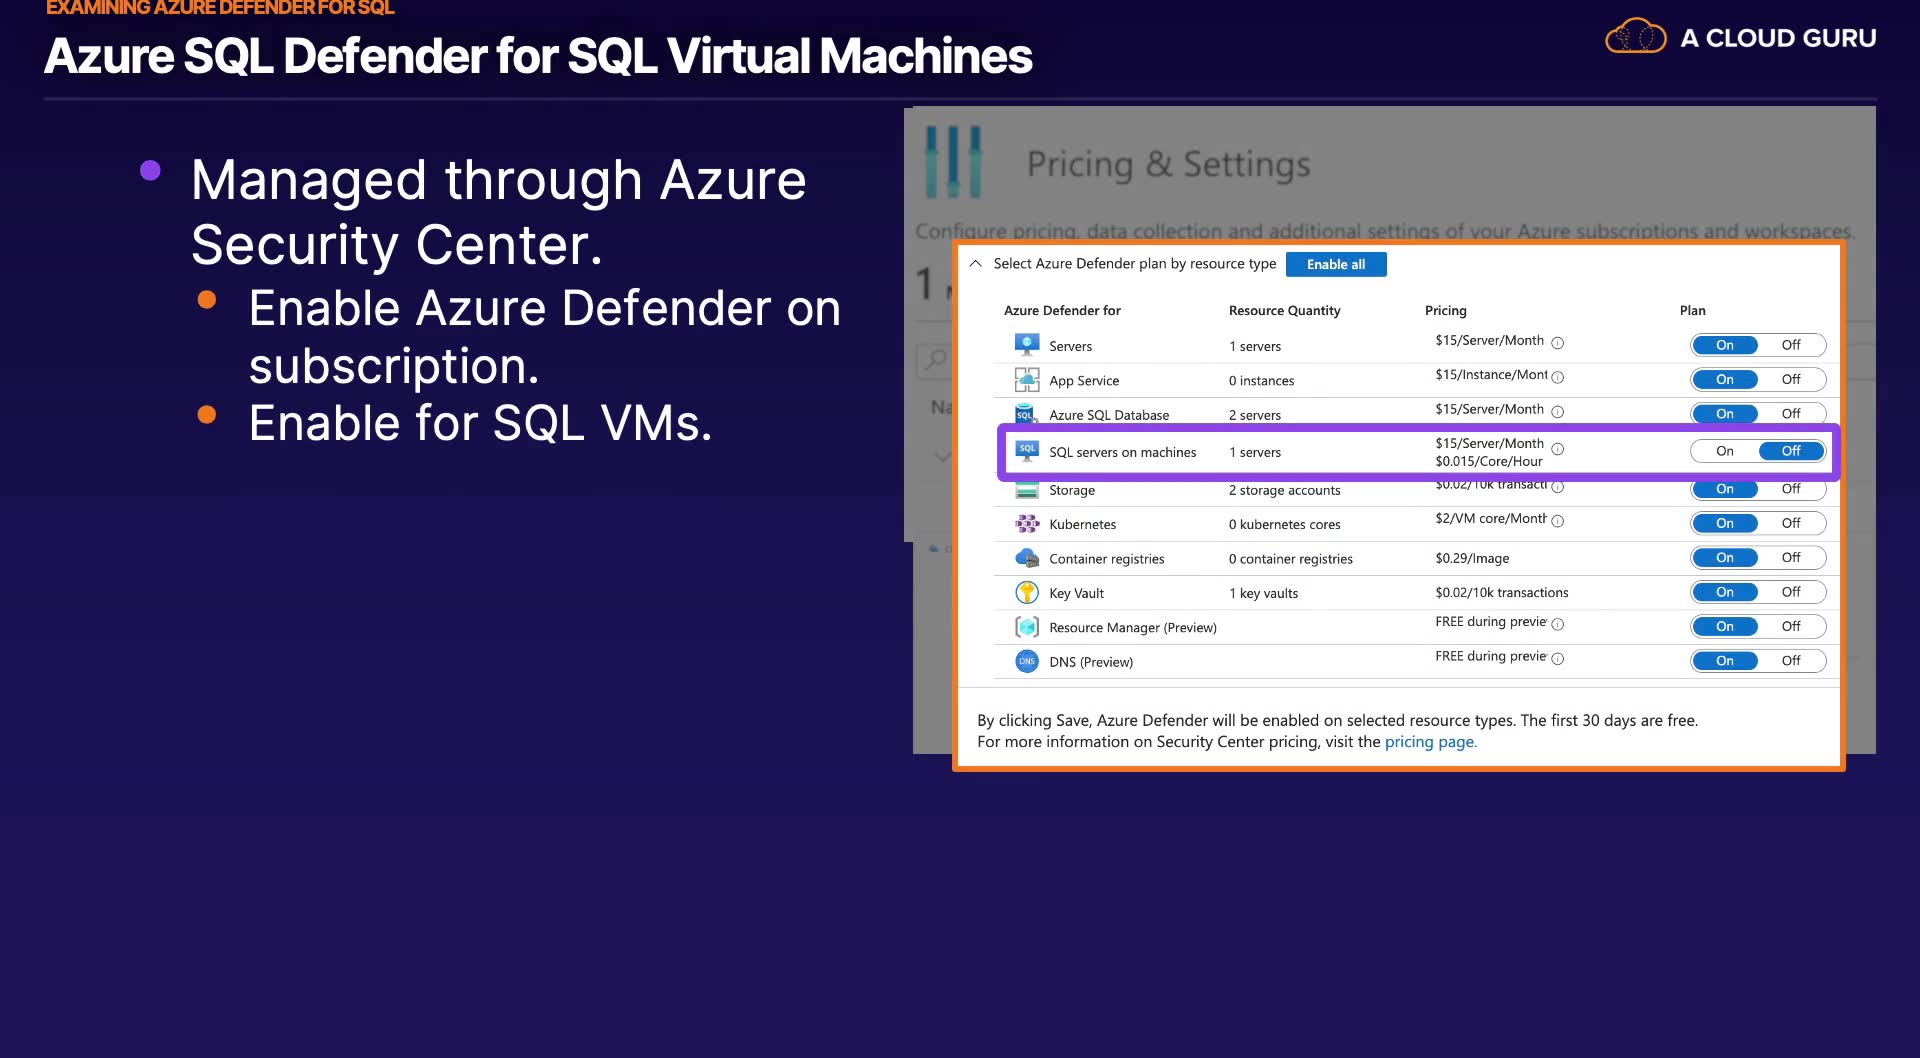 EXAMINING AZURE DEFENDER FOR SQL
Azure SQL Defender for SQL Virtual Machines
A CLOUD GURU
Managed through Azure
Security Center.
Enable Azure Defender on
subscription.
Enable for SQL VMs.
Pricing & Settings
Configure pricing, data collection and additional settings of your Azure subscriptions and workspaces.
1
Select Azure Defender plan by resource type Enable all
Azure Defender for Resource Quantity Pricing Plan
Servers 1 servers $15/Server/Month On Off
App Service 0 instances $15/Instance/Mont On Off
SQL Azure SQL Database 2 servers $15/Server/Month On Off
SQL SQL servers on machines 1 servers $15/Server/Month On Off
$0.015/Core/Hour
Storage 2 storage accounts $0.02/10k transacti On Off
Kubernetes 0 kubernetes cores $2/VM core/Month On Off
Container registries 0 container registries $0.29/Image On Off
Key Vault 1 key vaults $0.02/10k transactions On Off
Resource Manager (Preview) FREE during previe On Off
DNS DNS (Preview) FREE during previe On Off
By clicking Save, Azure Defender will be enabled on selected resource types. The first 30 days are free.
For more information on Security Center pricing, visit the pricing page.